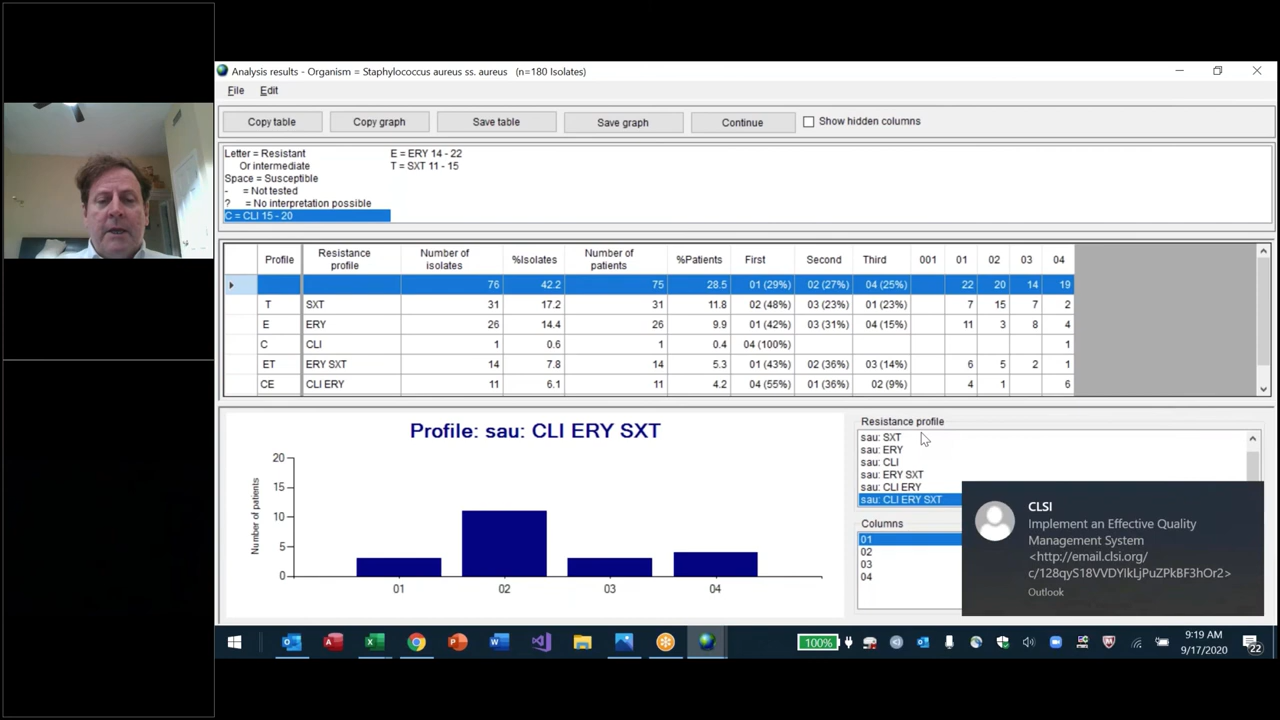 Analysis results - Organism = Staphylococcus aureus ss. aureus (n=180 Isolates)
File Edit
Copy table Copy graph Save table Save graph Continue Show hidden columns
Letter = Resistant E = ERY 14 - 22
Or intermediate T = SXT 11 - 15
Space = Susceptible
- = Not tested
? = No interpretation possible
C = CLI 15 - 20
Profile Resistance profile Number of isolates %Isolates Number of patients %Patients First Second Third 001 01 02 03 04
76 42.2 75 28.5 01 (29%) 02 (27%) 04 (25%) 22 20 14 19
T SXT 31 17.2 31 11.8 02 (48%) 03 (23%) 01 (23%) 7 15 7 2
E ERY 26 14.4 26 9.9 01 (42%) 03 (31%) 04 (15%) 11 3 8 4
C CLI 1 0.6 1 0.4 04 (100%) 1
ET ERY SXT 14 7.8 14 5.3 01 (43%) 02 (36%) 03 (14%) 6 5 2 1
CE CLI ERY 11 6.1 11 4.2 04 (55%) 01 (36%) 02 (9%) 4 1 6
Profile: sau: CLI ERY SXT
Number of patients
20
15
10
5
0
01 02 03 04
Resistance profile
sau: SXT
sau: ERY
sau: CLI
sau: ERY SXT
sau: CLI ERY
sau: CLI ERY SXT
Columns
01
02
03
04
CLSI
Implement an Effective Quality
Management System
<http://email.clsi.org/
c/128qyS18VVDYIkLjPuZPkBF3hOr2>
Outlook
100%
9:19 AM
9/17/2020
22